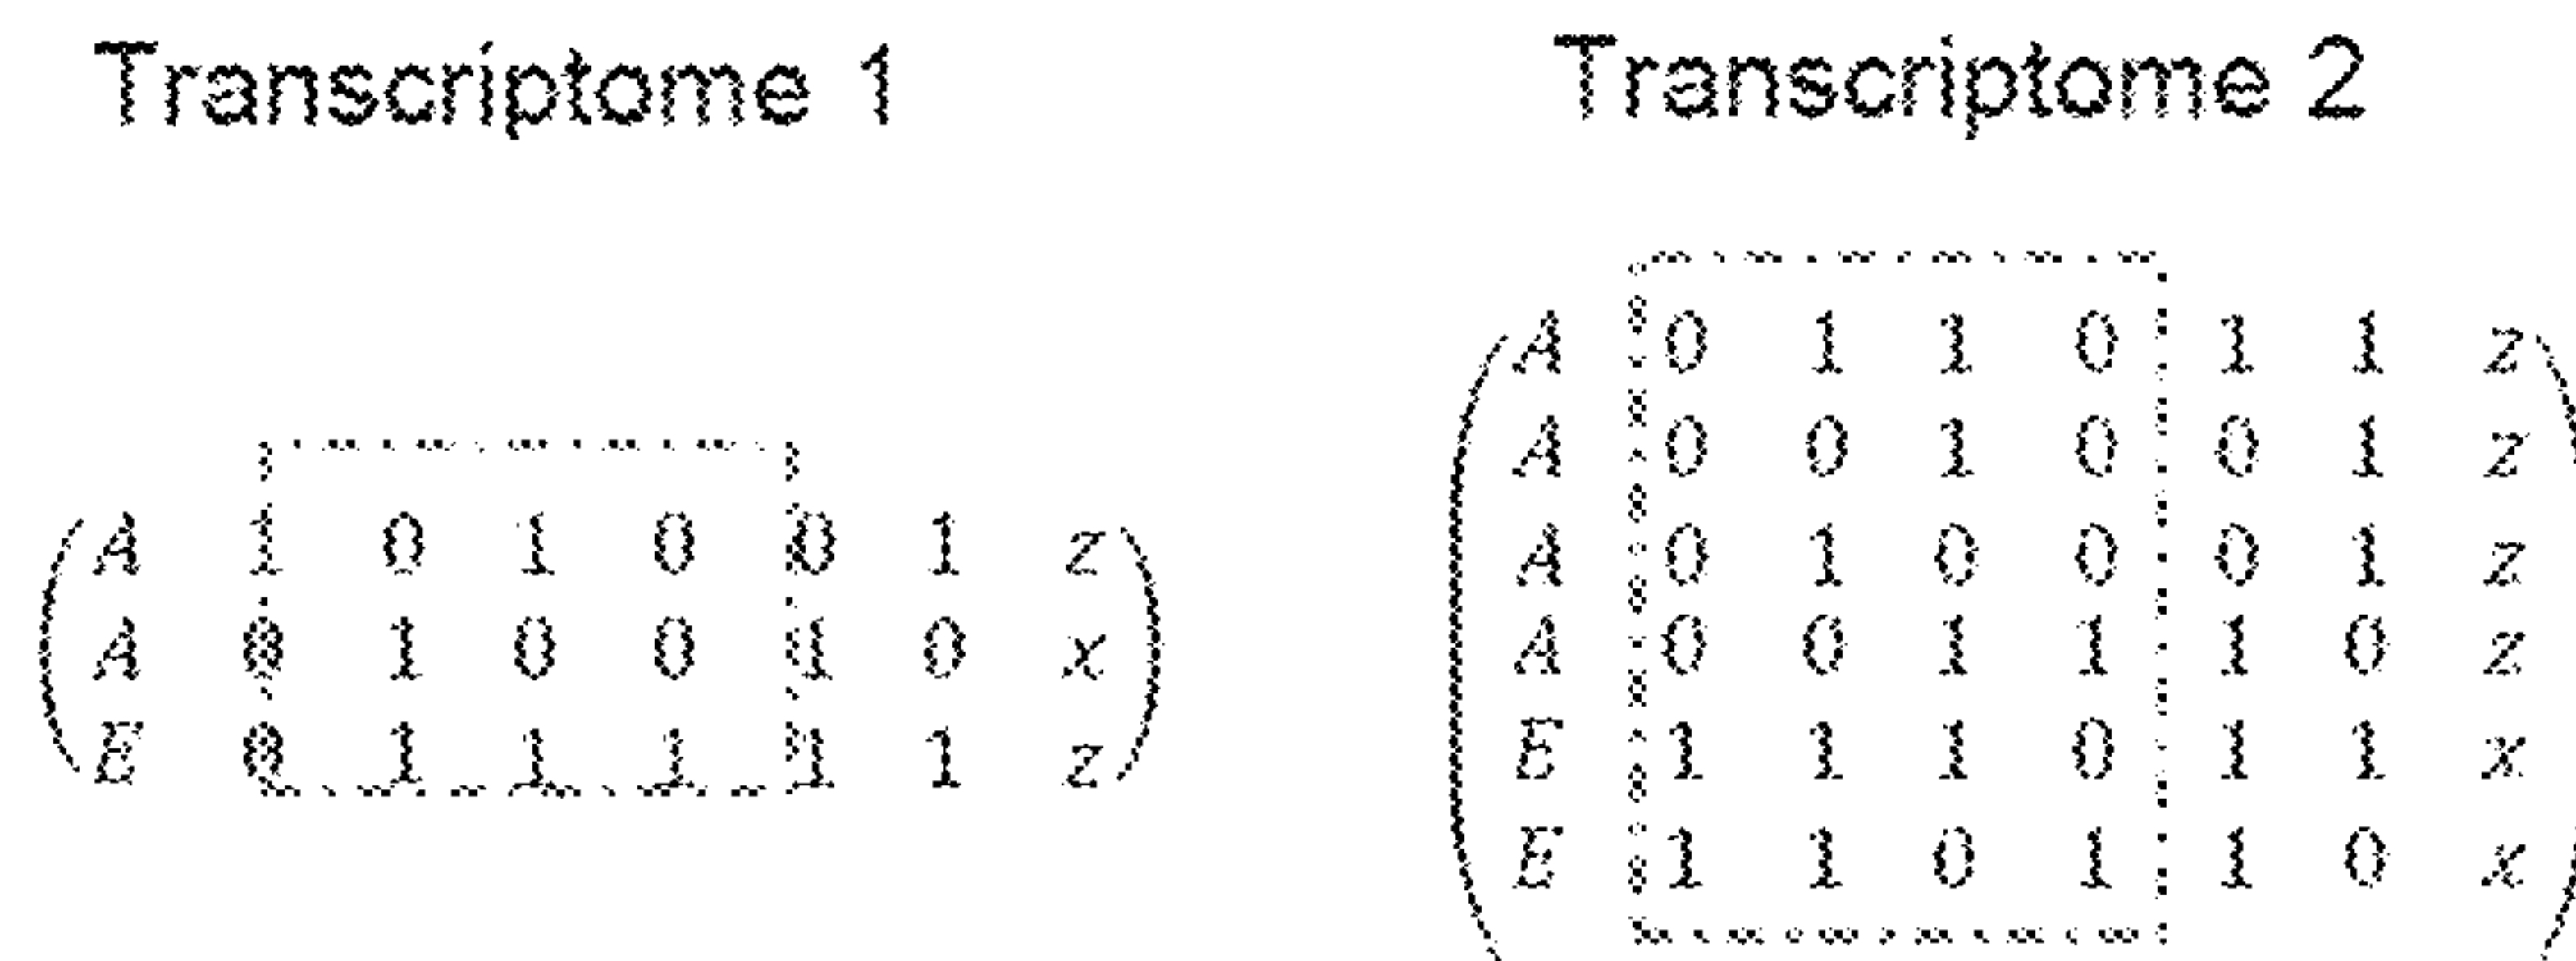 Transcriptome 1 Transcriptome 2
A 0 1 1 0 1 1 z
A 0 0 1 0 0 1 z
A 1 0 1 0 0 1 z A 0 1 0 0 0 1 z
A 0 1 0 0 1 0 x A 0 0 1 1 1 0 z
E 0 1 1 1 1 1 z E 1 1 1 0 1 1 x
E 1 1 0 1 1 0 x